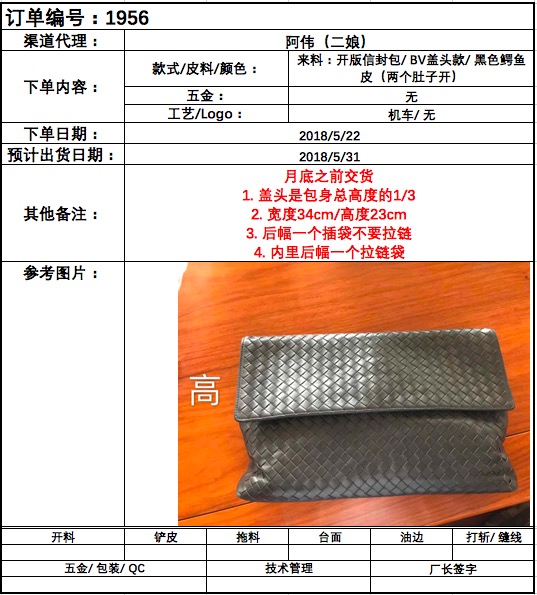 订单编号：1956
渠道代理： 阿伟（二娘）
下单内容： 款式/皮料/颜色： 来料：开版信封包/ BV盖头款/ 黑色鳄鱼
皮（两个肚子开）
五金： 无
工艺/Logo： 机车/ 无
下单日期： 2018/5/22
预计出货日期： 2018/5/31
其他备注： 月底之前交货
1. 盖头是包身总高度的1/3
2. 宽度34cm/高度23cm
3. 后幅一个插袋不要拉链
4. 内里后幅一个拉链袋
参考图片：
高
开料 铲皮 拖料 台面 油边 打斩/ 缝线
五金/ 包装/ QC 技术管理 厂长签字